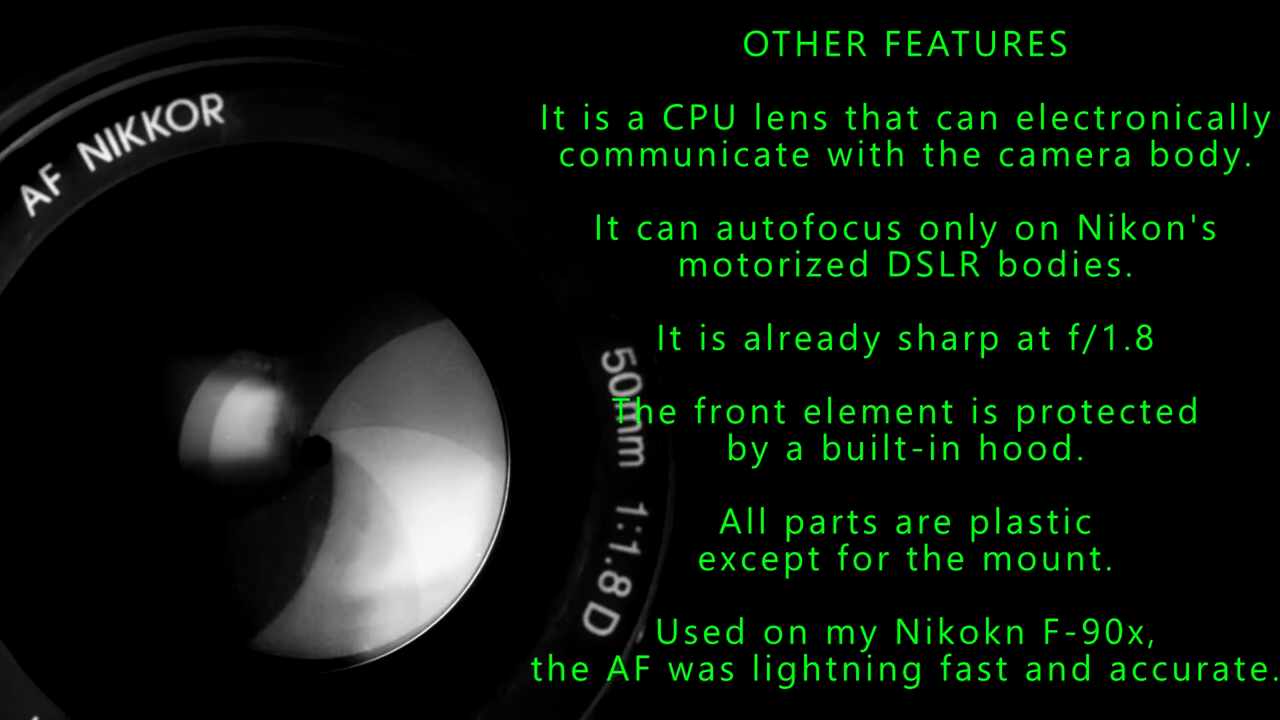 AF NIKKOR
50mm 1:1.8 D
OTHER FEATURES
It is a CPU lens that can electronically
communicate with the camera body.
It can autofocus only on Nikon's
motorized DSLR bodies.
It is already sharp at f/1.8
The front element is protected
by a built-in hood.
All parts are plastic
except for the mount.
Used on my Nikokn F-90x,
the AF was lightning fast and accurate.